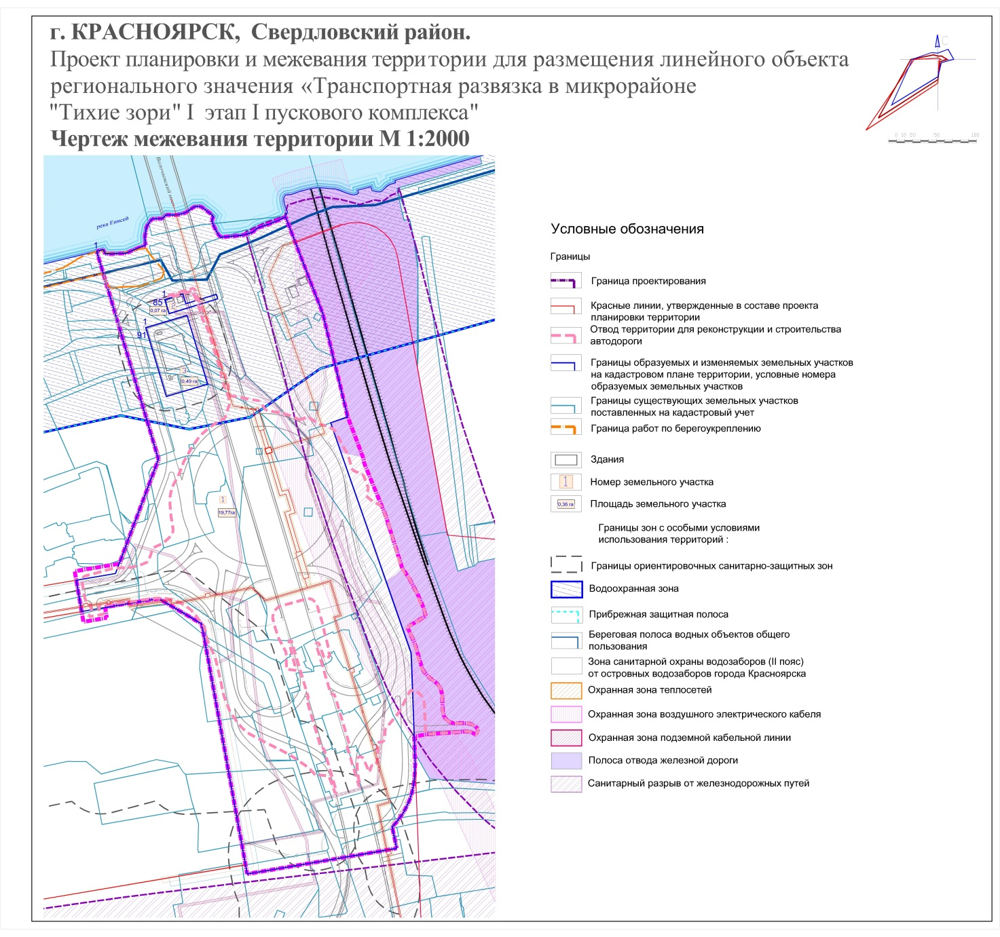 г. КРАСНОЯРСК, Свердловский район.
Проект планировки и межевания территории для размещения линейного объекта
регионального значения «Транспортная развязка в микрорайоне
"Тихие зори" I этап I пускового комплекса"
Чертеж межевания территории М 1:2000
С
0 10 20 50 100
Волочаевский мост
река Енисей
1
1
85
2
0,07 га
1
91
3
0,49 га
1
19,77га
Условные обозначения
Границы
Граница проектирования
Красные линии, утвержденные в составе проекта
планировки территории
Отвод территории для реконструкции и строительства
автодороги
Границы образуемых и изменяемых земельных участков
на кадастровом плане территории, условные номера
образуемых земельных участков
Границы существующих земельных участков
поставленных на кадастровый учет
Граница работ по берегоукреплению
Здания
1
Номер земельного участка
0,36 га
Площадь земельного участка
Границы зон с особыми условиями
использования территорий :
Границы ориентировочных санитарно-защитных зон
Водоохранная зона
Прибрежная защитная полоса
Береговая полоса водных объектов общего
пользования
Зона санитарной охраны водозаборов (II пояс)
от островных водозаборов города Красноярска
Охранная зона теплосетей
Охранная зона воздушного электрического кабеля
Охранная зона подземной кабельной линии
Полоса отвода железной дороги
Санитарный разрыв от железнодорожных путей